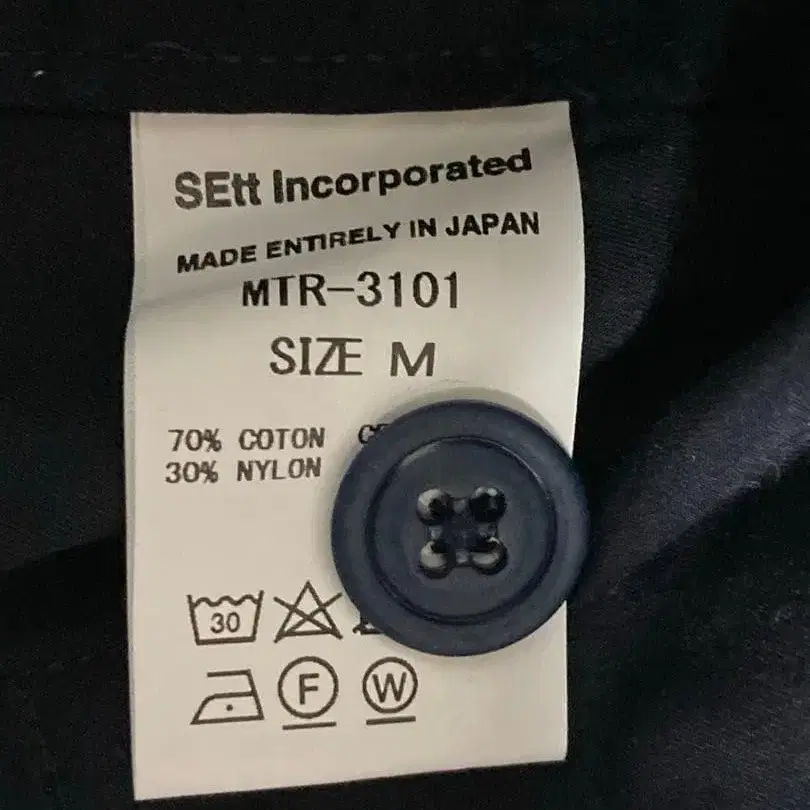 SEtt Incorporated
MADE ENTIRELY IN JAPAN
MTR-3101
SIZE M
70% COTON
30% NYLON
30
F
W